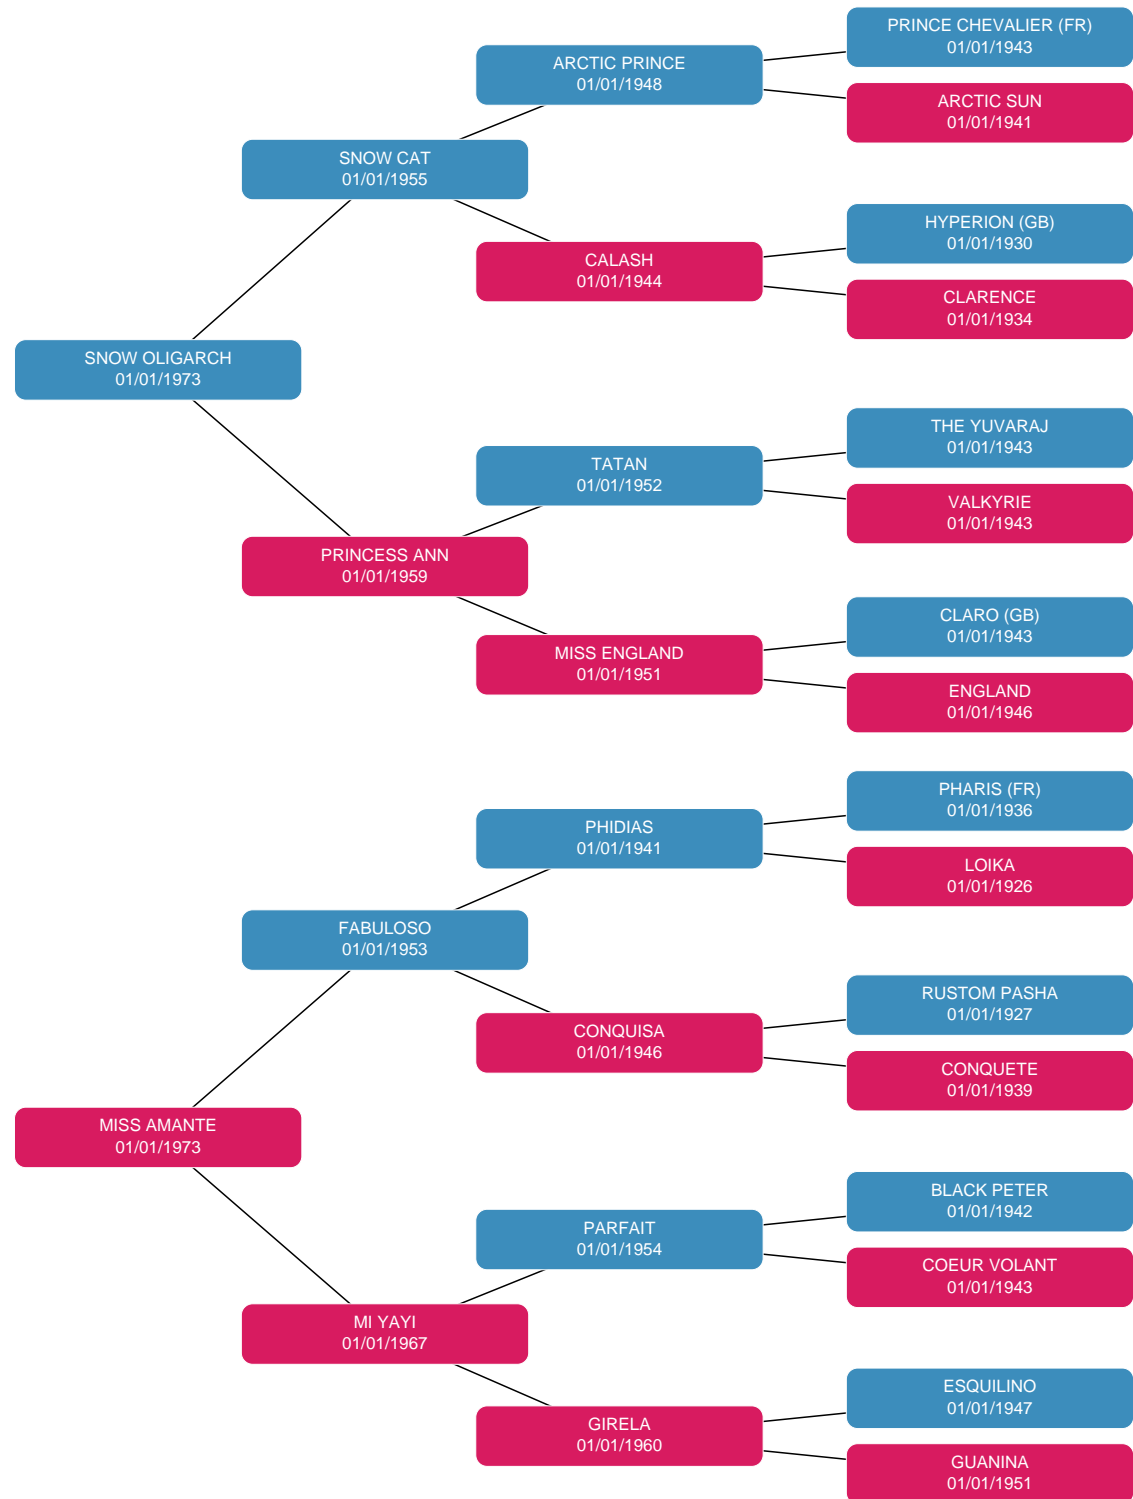 PRINCE CHEVALIER (FR)
01/01/1943
ARCTIC PRINCE
01/01/1948
ARCTIC SUN
01/01/1941
SNOW CAT
01/01/1955
HYPERION (GB)
01/01/1930
CALASH
01/01/1944
CLARENCE
01/01/1934
SNOW OLIGARCH
01/01/1973
THE YUVARAJ
01/01/1943
TATAN
01/01/1952
VALKYRIE
01/01/1943
PRINCESS ANN
01/01/1959
CLARO (GB)
01/01/1943
MISS ENGLAND
01/01/1951
ENGLAND
01/01/1946
PHARIS (FR)
01/01/1936
PHIDIAS
01/01/1941
LOIKA
01/01/1926
FABULOSO
01/01/1953
RUSTOM PASHA
01/01/1927
CONQUISA
01/01/1946
CONQUETE
01/01/1939
MISS AMANTE
01/01/1973
BLACK PETER
01/01/1942
PARFAIT
01/01/1954
COEUR VOLANT
01/01/1943
MI YAYI
01/01/1967
ESQUILINO
01/01/1947
GIRELA
01/01/1960
GUANINA
01/01/1951